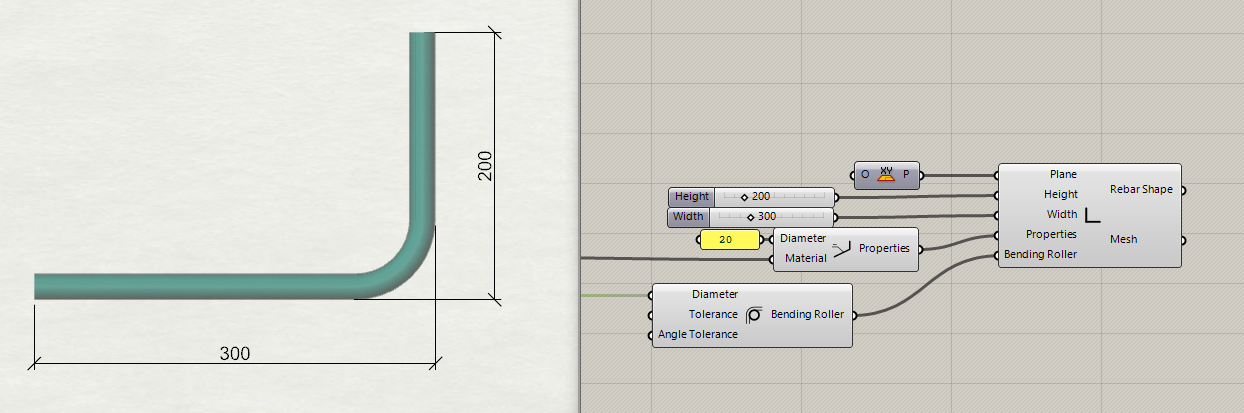 200
300
O XY P
Height 200
Width 300
20
Diameter
Material
Properties
Diameter
Tolerance
Angle Tolerance
Bending Roller
Plane
Height
Width
Properties
Bending Roller
Rebar Shape
Mesh